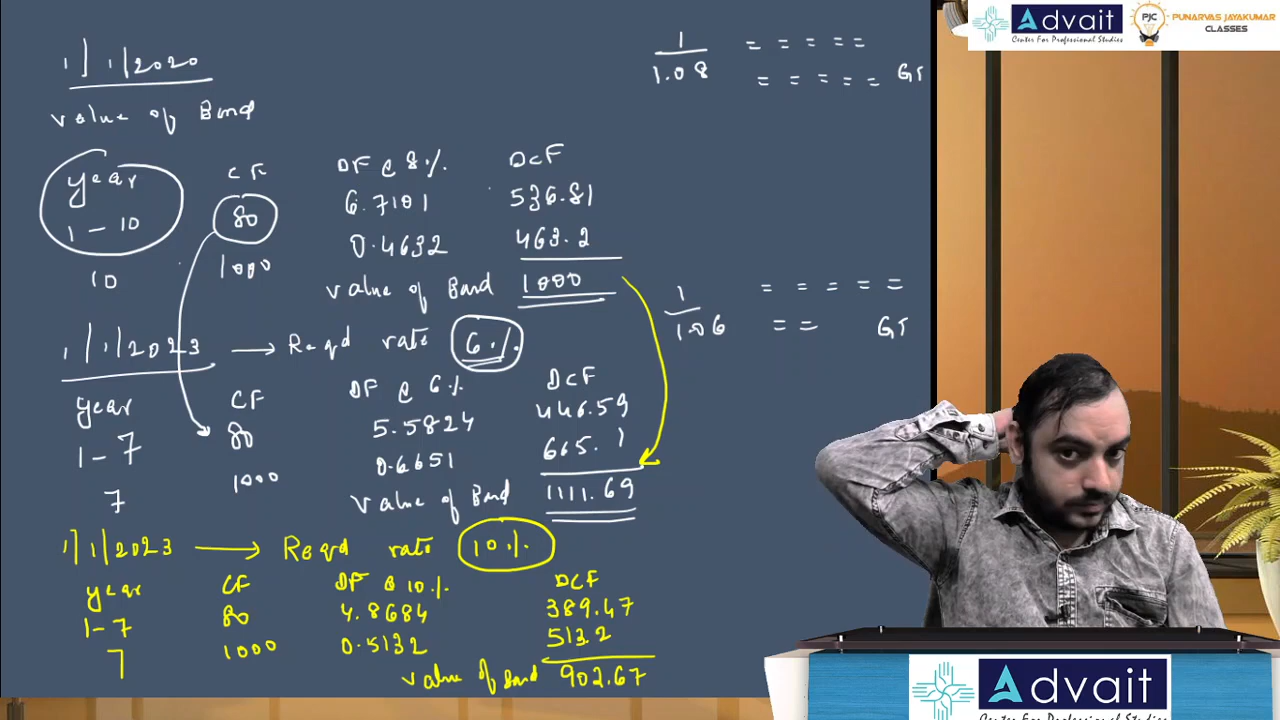 1/1/2020
value of Bond
year CF DF @ 8% DCF
1-10 80 6.7101 536.81
10 1000 0.4632 463.2
value of Bond 1000
1/1/2023 → Reqd rate 6%
year CF DF @ 6% DCF
1-7 80 5.5824 446.59
7 1000 0.6651 665.1
value of Bond 1111.69
1/1/2023 → Reqd rate 10%
year CF DF @ 10% DCF
1-7 80 4.8684 389.47
7 1000 0.5132 513.2
value of Bond 902.67
1/1.08 = = = = =
= = = = = GT
1/1.06 = = = = =
= = GT
Advait
Center For Professional Studies
PJC
PUNARVAS JAYAKUMAR
CLASSES
Advait
Center For Professional Studies